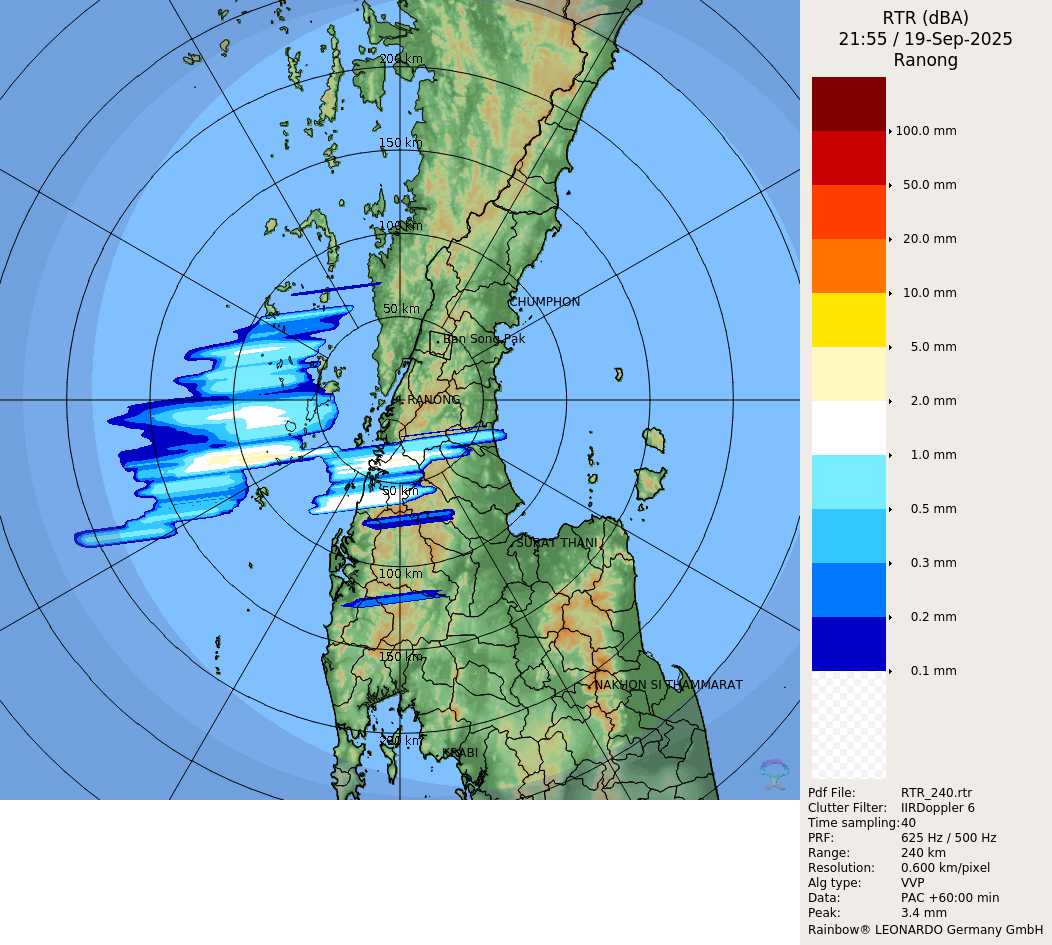 RTR (dBA)
21:55 / 19-Sep-2025
Ranong
100.0 mm
50.0 mm
20.0 mm
10.0 mm
5.0 mm
2.0 mm
1.0 mm
0.5 mm
0.3 mm
0.2 mm
0.1 mm
Pdf File: RTR_240.rtr
Clutter Filter: IIRDoppler 6
Time sampling: 40
PRF: 625 Hz / 500 Hz
Range: 240 km
Resolution: 0.600 km/pixel
Alg type: VVP
Data: PAC +60:00 min
Peak: 3.4 mm
Rainbow® LEONARDO Germany GmbH
200 km
150 km
100 km
CHUMPHON
50 km
Ban Song Pak
RANONG
50 km
SURAT THANI
100 km
150 km
NAKHON SI THAMMARAT
200 km
KRABI